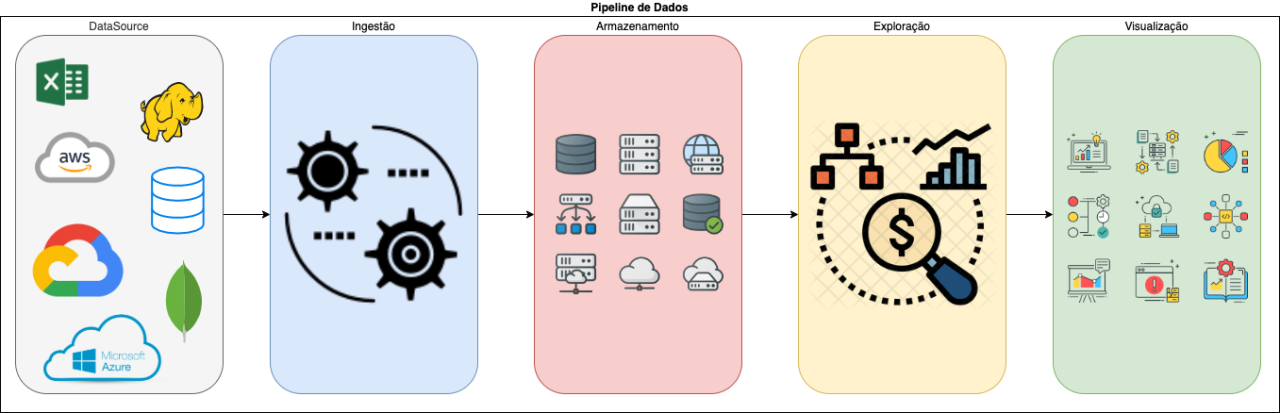 Pipeline de Dados
DataSource
Ingestão
Armazenamento
Exploração
Visualização
X
aws
Microsoft
Azure
$